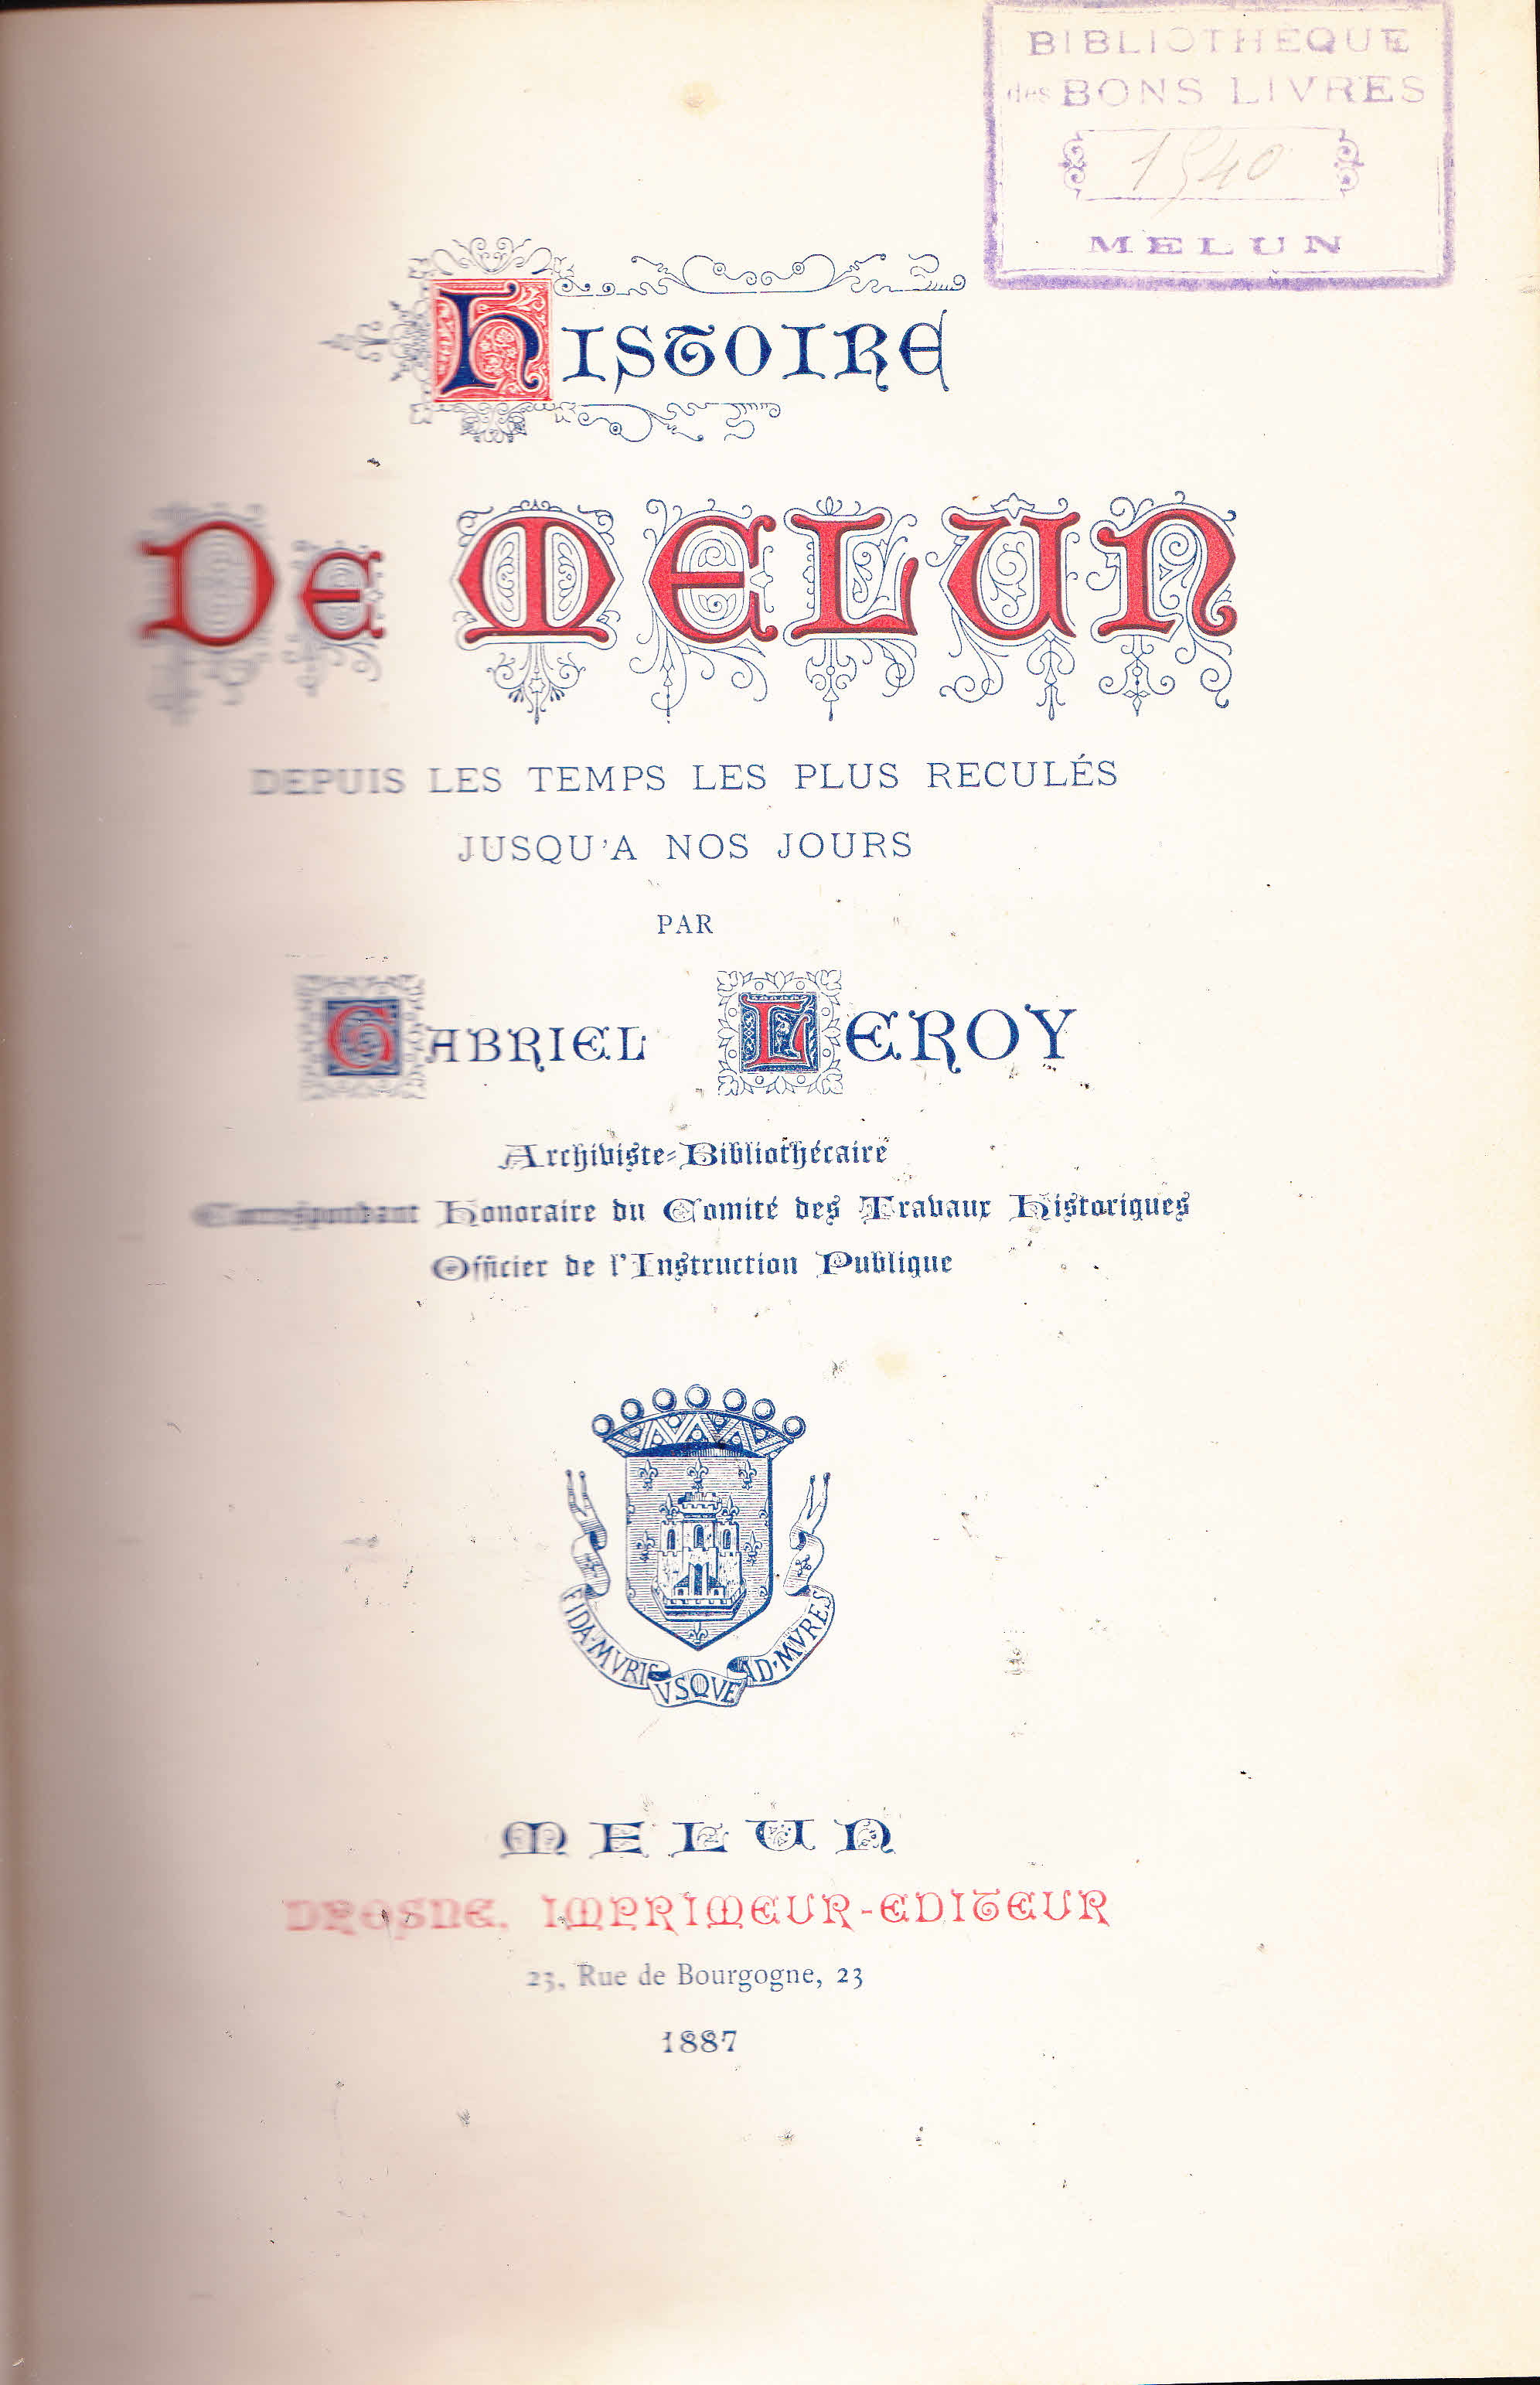 BIBLIOTHÈQUE
des BONS LIVRES
1540
MELUN
HISTOIRE
DE MELUN
DEPUIS LES TEMPS LES PLUS RECULÉS
JUSQU'A NOS JOURS
PAR
GABRIEL LEROY
Archiviste-Bibliothécaire
Correspondant Honoraire du Comité des Travaux Historiques
Officier de l'Instruction Publique
FIDA·MVRIS VSQVE AD·MVRES
MELUN
DROSNE, IMPRIMEUR-EDITEUR
23, Rue de Bourgogne, 23
1887